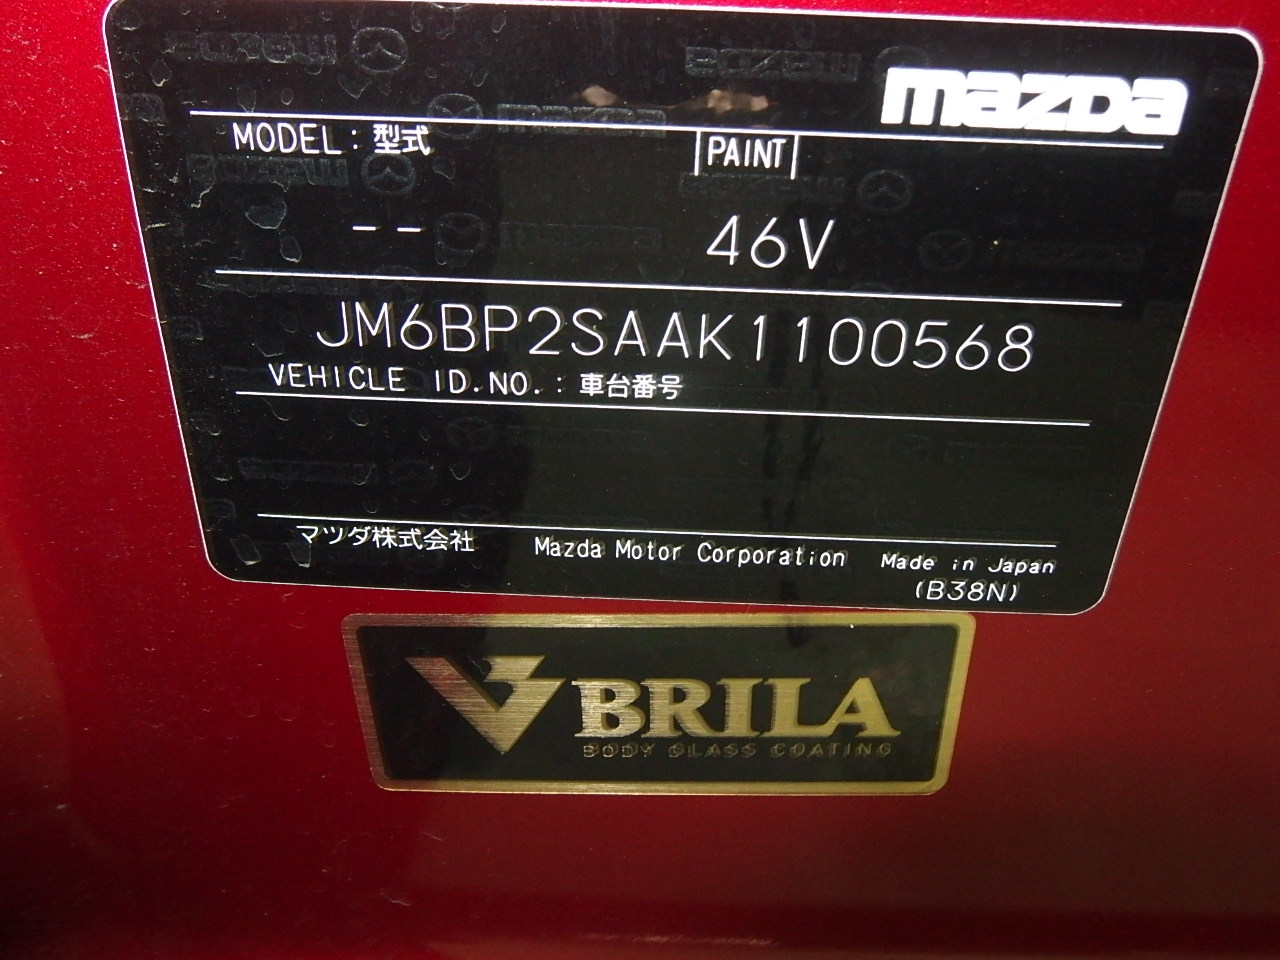 mazda
MODEL : 型式
PAINT
-- 46V
JM6BP2SAAK1100568
VEHICLE ID.NO. : 車台番号
マツダ株式会社 Mazda Motor Corporation Made in Japan
(B38N)
BRILA
BODY GLASS COATING